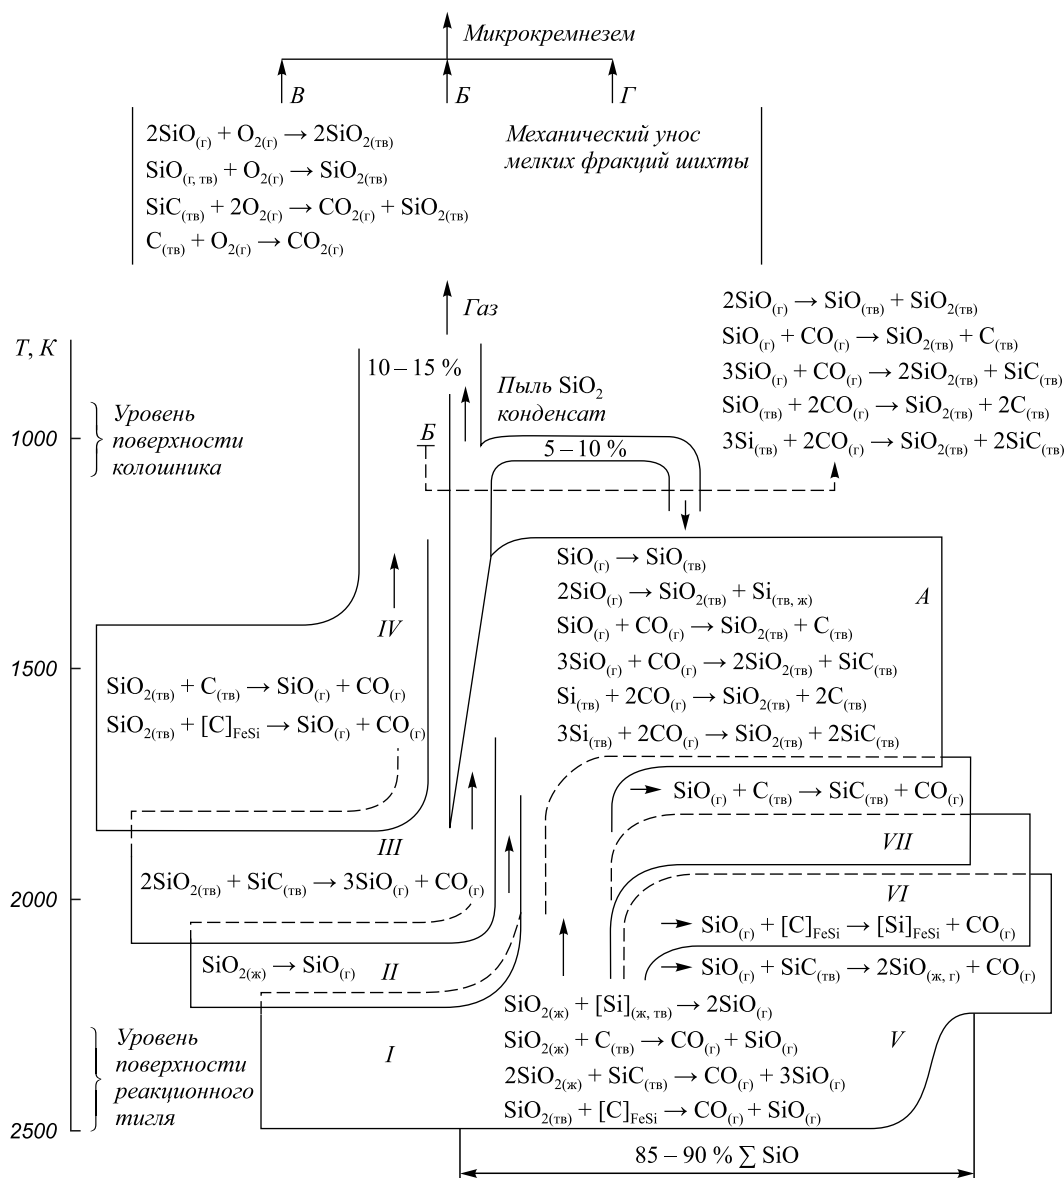 Микрокремнезем
В Б Г
2SiO(г) + O2(г) → 2SiO2(тв)
SiO(г, тв) + O2(г) → SiO2(тв)
SiC(тв) + 2O2(г) → CO2(г) + SiO2(тв)
C(тв) + O2(г) → CO2(г)
Механический унос
мелких фракций шихты
Газ
2SiO(г) → SiO(тв) + SiO2(тв)
SiO(г) + CO(г) → SiO2(тв) + C(тв)
3SiO(г) + CO(г) → 2SiO2(тв) + SiC(тв)
SiO(тв) + 2CO(г) → SiO2(тв) + 2C(тв)
3Si(тв) + 2CO(г) → SiO2(тв) + 2SiC(тв)
T, К
10 – 15 %
Пыль SiO2
конденсат
Уровень
поверхности
колошника
1000
Б
5 – 10 %
SiO(г) → SiO(тв)
2SiO(г) → SiO2(тв) + Si(тв, ж)
SiO(г) + CO(г) → SiO2(тв) + C(тв)
3SiO(г) + CO(г) → 2SiO2(тв) + SiC(тв)
Si(тв) + 2CO(г) → SiO2(тв) + 2C(тв)
3Si(тв) + 2CO(г) → SiO2(тв) + 2SiC(тв)
А
IV
1500
SiO2(тв) + C(тв) → SiO(г) + CO(г)
SiO2(тв) + [C]FeSi → SiO(г) + CO(г)
SiO(г) + C(тв) → SiC(тв) + CO(г)
VII
III
2SiO2(тв) + SiC(тв) → 3SiO(г) + CO(г)
2000
VI
SiO(г) + [C]FeSi → [Si]FeSi + CO(г)
SiO2(ж) → SiO(г)
II
SiO(г) + SiC(тв) → 2SiO(ж, г) + CO(г)
SiO2(ж) + [Si](ж, тв) → 2SiO(г)
SiO2(ж) + C(тв) → CO(г) + SiO(г)
2SiO2(ж) + SiC(тв) → CO(г) + 3SiO(г)
SiO2(тв) + [C]FeSi → CO(г) + SiO(г)
V
I
Уровень
поверхности
реакционного
тигля
2500
85 – 90 % ∑ SiO